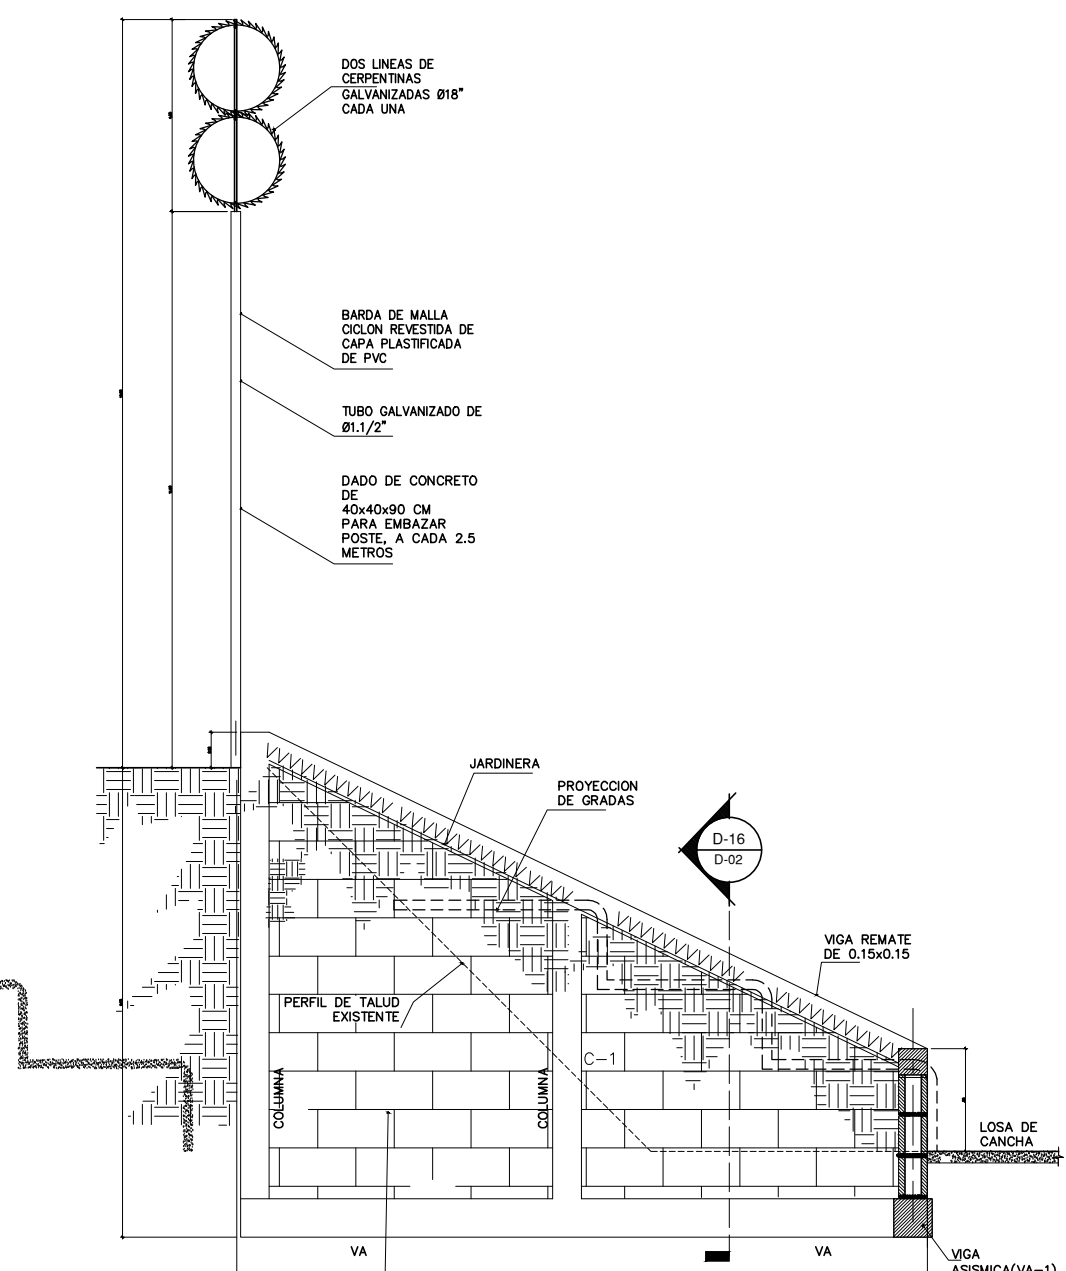 DOS LINEAS DE
CERPENTINAS
GALVANIZADAS Ø18"
CADA UNA
BARDA DE MALLA
CICLON REVESTIDA DE
CAPA PLASTIFICADA
DE PVC
TUBO GALVANIZADO DE
Ø1.1/2"
DADO DE CONCRETO
DE
40x40x90 CM
PARA EMBAZAR
POSTE, A CADA 2.5
METROS
JARDINERA
PROYECCION
DE GRADAS
D-16
D-02
VIGA REMATE
DE 0.15x0.15
PERFIL DE TALUD
EXISTENTE
C-1
COLUMNA
COLUMNA
LOSA DE
CANCHA
VA
VA
VIGA
ASISMICA(VA-1)